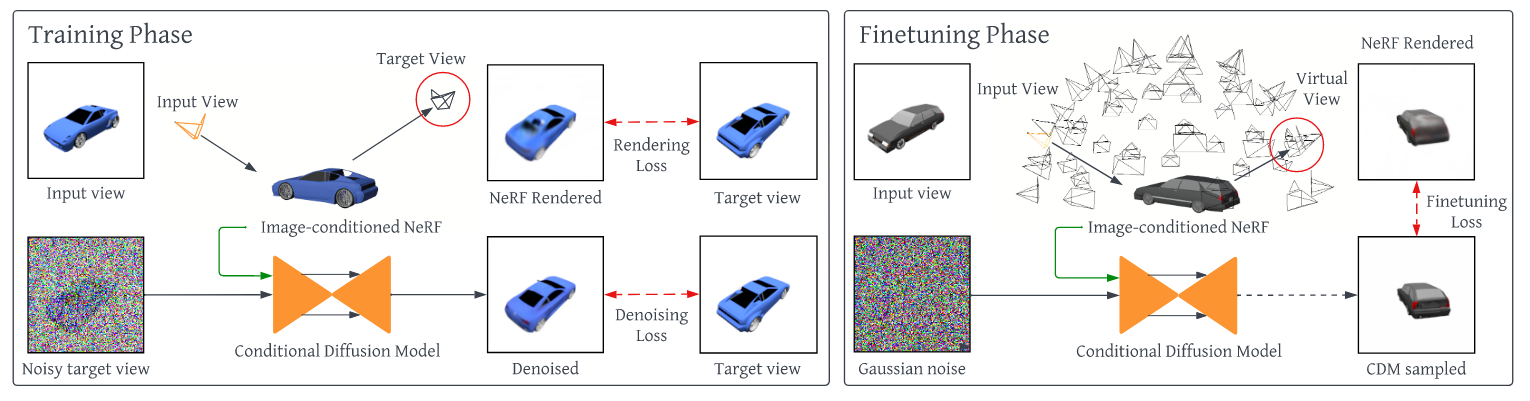 Training Phase
Target View
Input View
Rendering
Loss
Input view
NeRF Rendered
Target view
Image-conditioned NeRF
Denoising
Loss
Conditional Diffusion Model
Noisy target view
Denoised
Target view
Finetuning Phase
NeRF Rendered
Input View
Virtual
View
Input view
Finetuning
Loss
Image-conditioned NeRF
Conditional Diffusion Model
Gaussian noise
CDM sampled